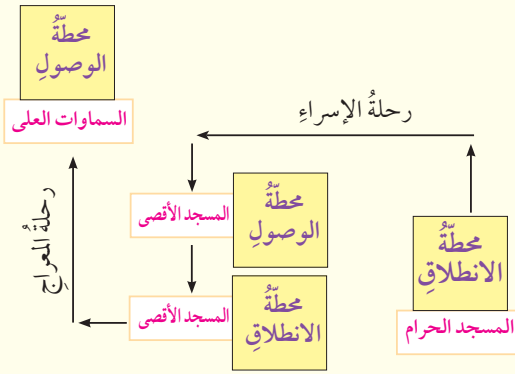 محطّةُ
الانطلاقِ
المسجد الحرام
رحلةُ الإسراءِ
محطّةُ
الوصولِ
المسجد الأقصى
محطّةُ
الانطلاقِ
المسجد الأقصى
رحلةُ المعراجِ
محطّةُ
الوصولِ
السماوات العلى